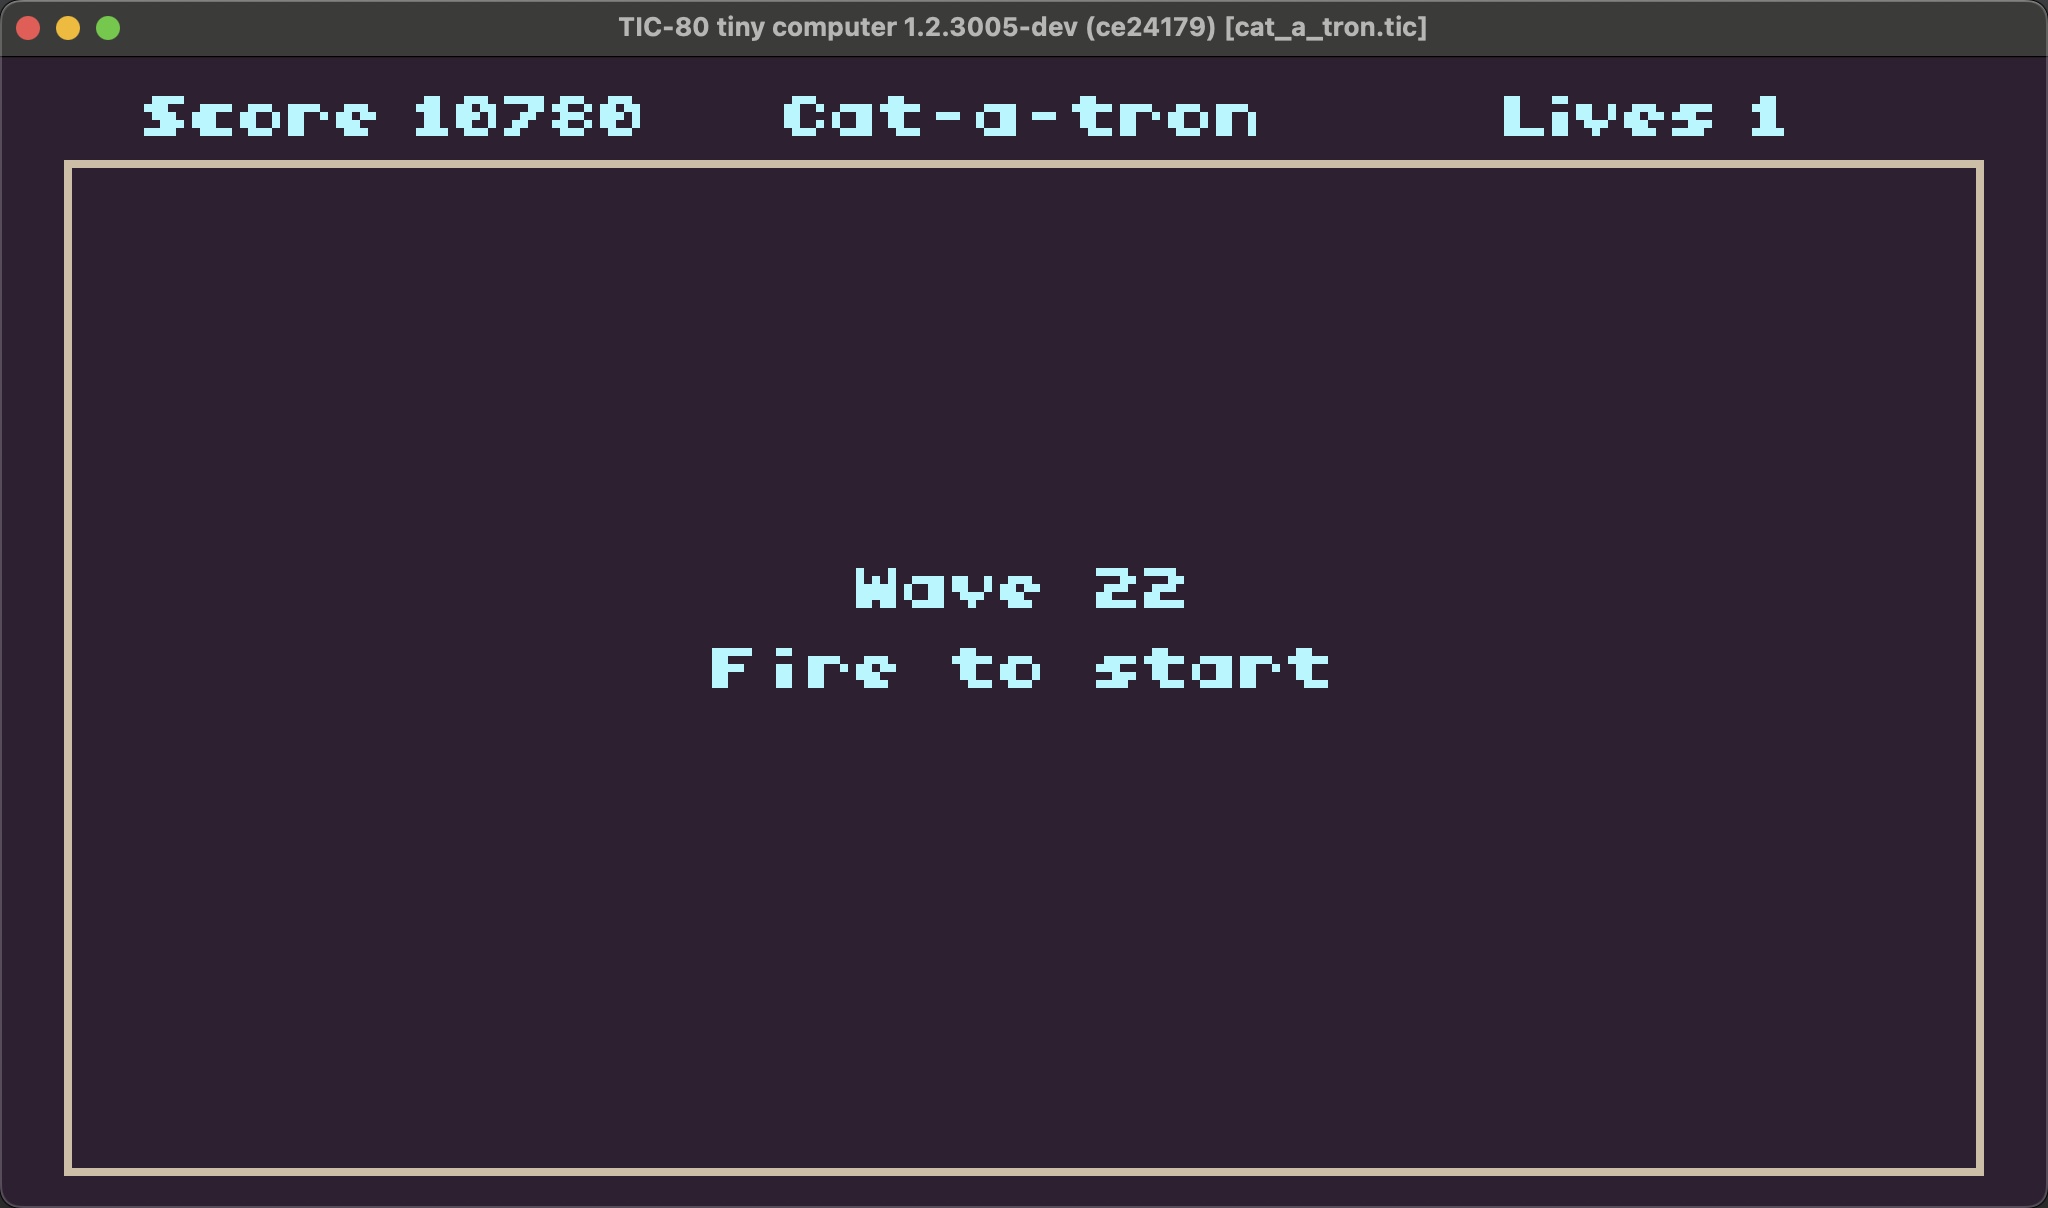 TIC-80 tiny computer 1.2.3005-dev (ce24179) [cat_a_tron.tic]
Score 10780 Cat-a-tron Lives 1
Wave 22
Fire to start